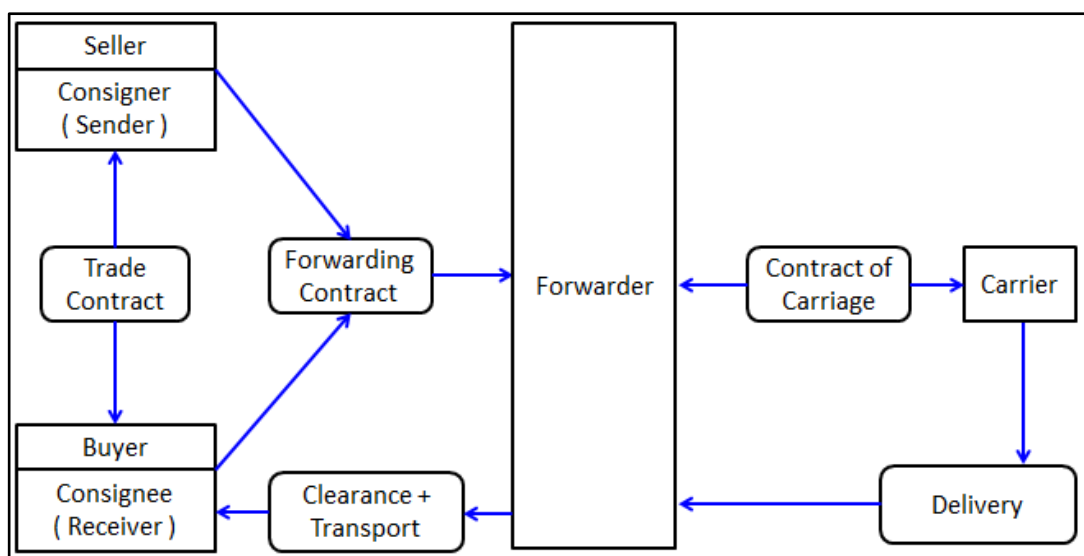 Seller
Consigner
( Sender )
Trade
Contract
Buyer
Consignee
( Receiver )
Forwarding
Contract
Clearance +
Transport
Forwarder
Contract of
Carriage
Carrier
Delivery